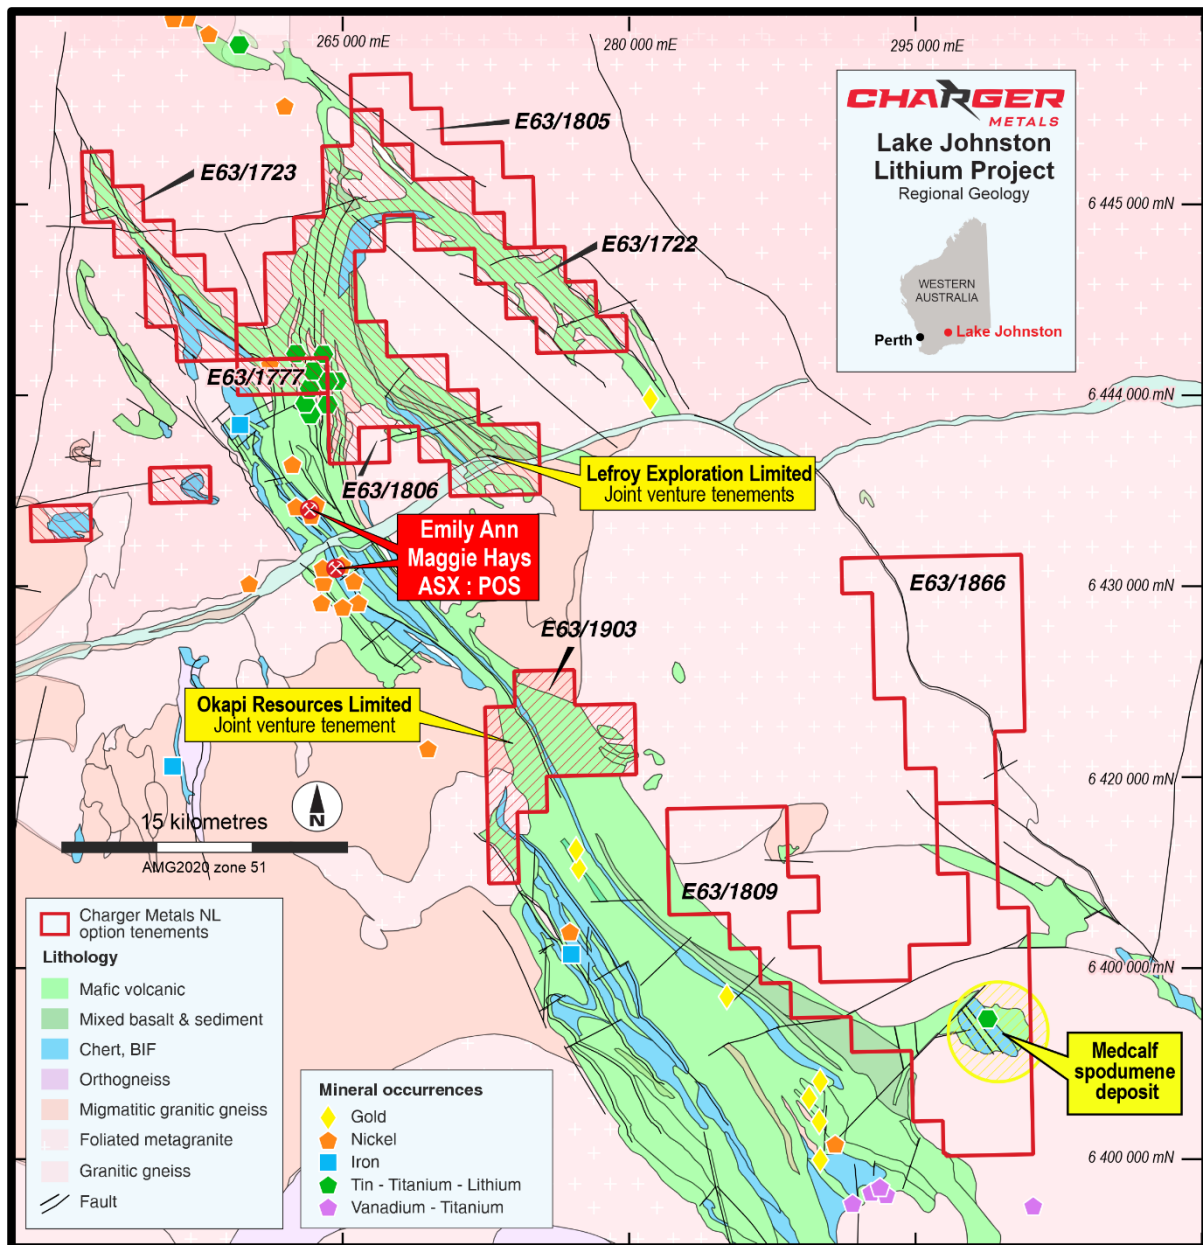 265 000 mE
280 000 mE
295 000 mE
CHARGER
METALS
Lake Johnston
Lithium Project
Regional Geology
WESTERN
AUSTRALIA
Perth
Lake Johnston
E63/1805
E63/1723
E63/1722
6 445 000 mN
E63/1777
6 444 000 mN
E63/1806
Lefroy Exploration Limited
Joint venture tenements
Emily Ann
Maggie Hays
ASX : POS
E63/1866
6 430 000 mN
E63/1903
Okapi Resources Limited
Joint venture tenement
6 420 000 mN
15 kilometres
N
AMG2020 zone 51
E63/1809
6 400 000 mN
Medcalf
spodumene
deposit
6 400 000 mN
Charger Metals NL
option tenements
Lithology
Mafic volcanic
Mixed basalt & sediment
Chert, BIF
Orthogneiss
Migmatitic granitic gneiss
Foliated metagranite
Granitic gneiss
Fault
Mineral occurrences
Gold
Nickel
Iron
Tin - Titanium - Lithium
Vanadium - Titanium